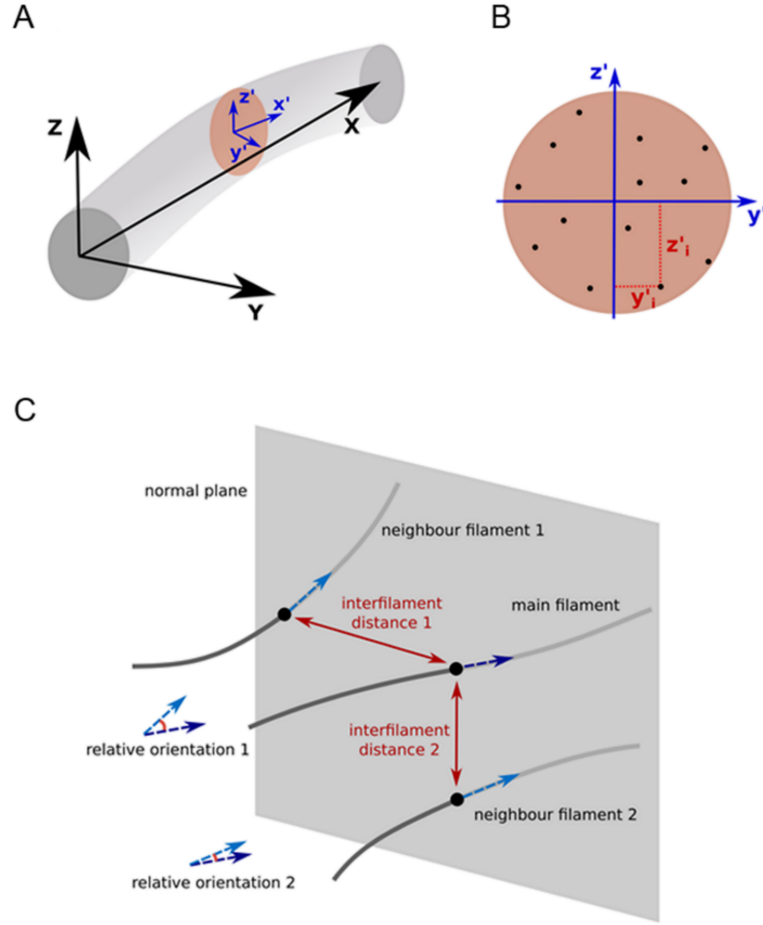 A
Z
X
Y
z'
x'
y'
B
z'
y'
z'i
y'i
C
normal plane
neighbour filament 1
interfilament
distance 1
main filament
relative orientation 1
interfilament
distance 2
neighbour filament 2
relative orientation 2